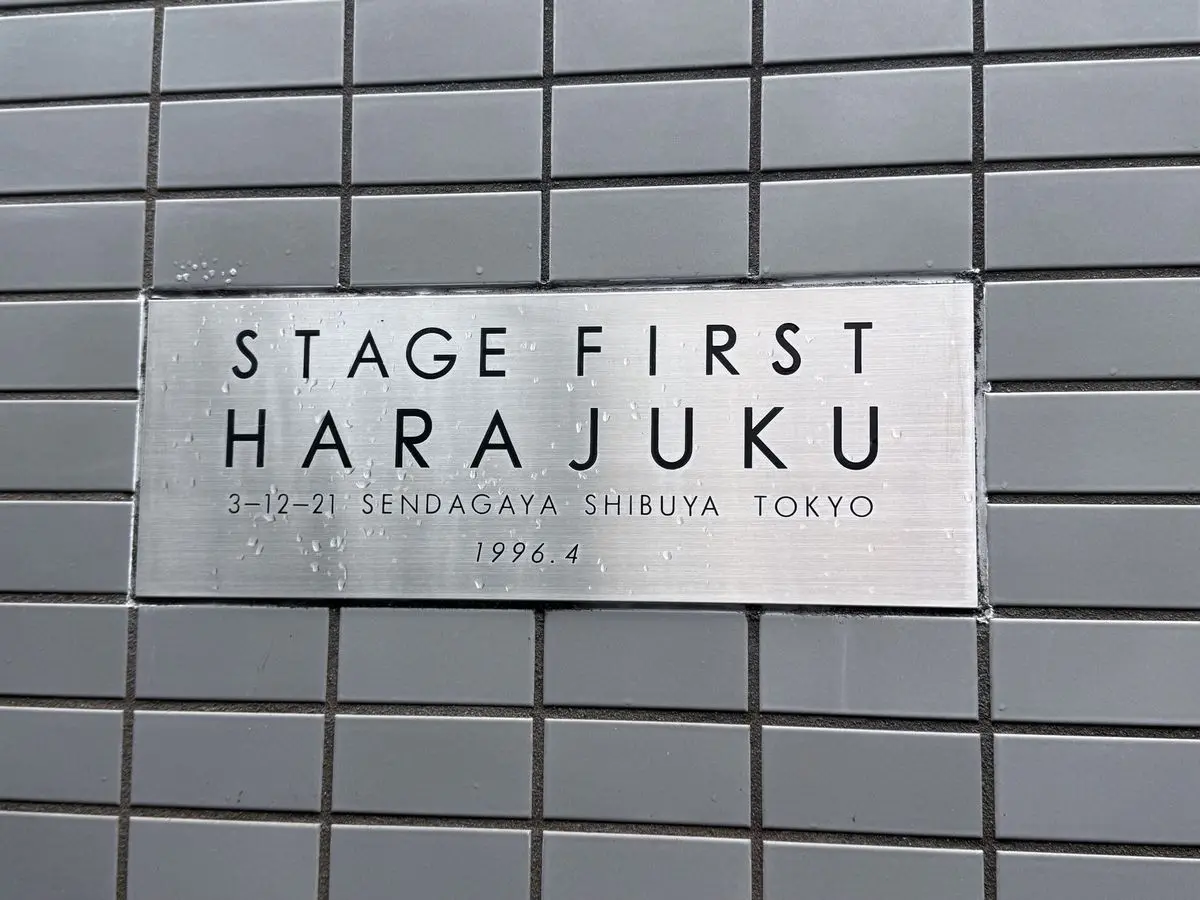 STAGE FIRST
HARAJUKU
3-12-21 SENDAGAYA SHIBUYA TOKYO
1996.4